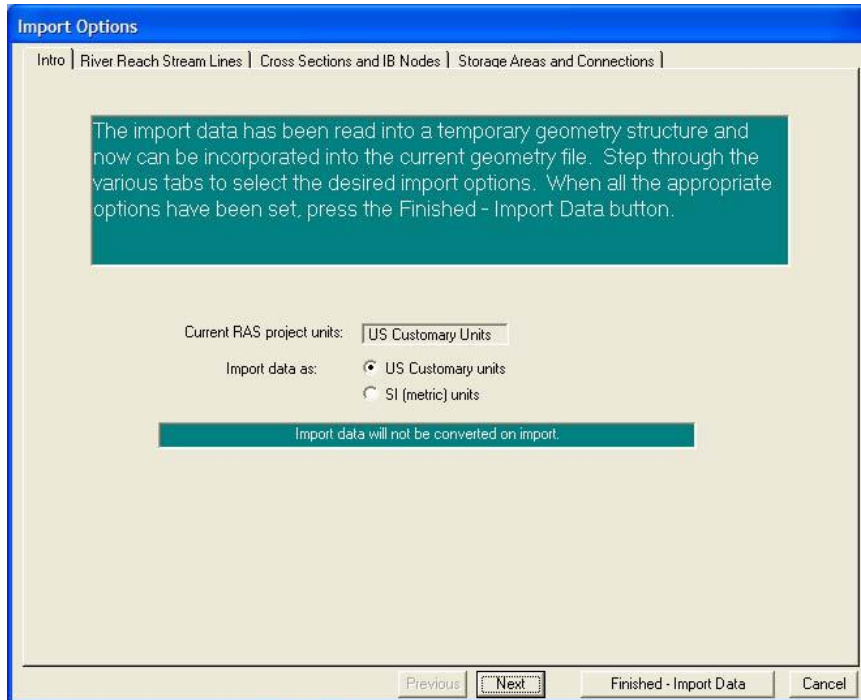 Import Options
Intro River Reach Stream Lines Cross Sections and IB Nodes Storage Areas and Connections
The import data has been read into a temporary geometry structure and
now can be incorporated into the current geometry file. Step through the
various tabs to select the desired import options. When all the appropriate
options have been set, press the Finished - Import Data button.
Current RAS project units: US Customary Units
Import data as: US Customary units
SI (metric) units
Import data will not be converted on import.
Previous Next Finished - Import Data Cancel